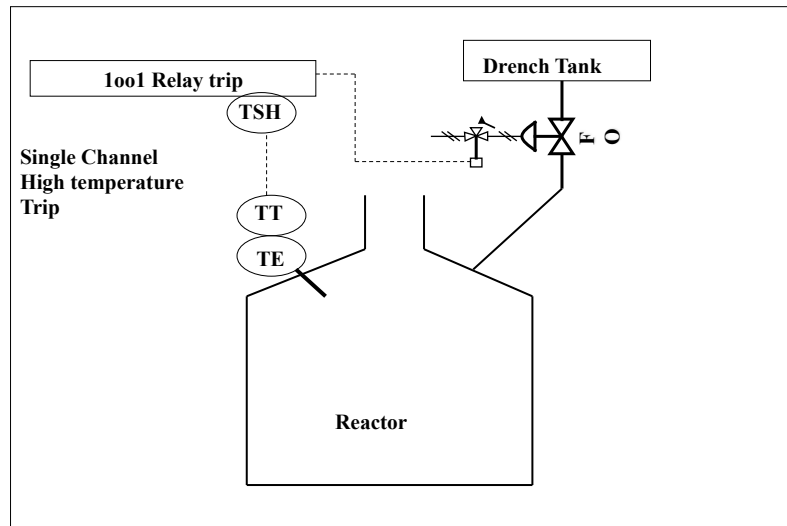 1oo1 Relay trip
Drench Tank
TSH
F O
Single Channel
High temperature
Trip
TT
TE
Reactor